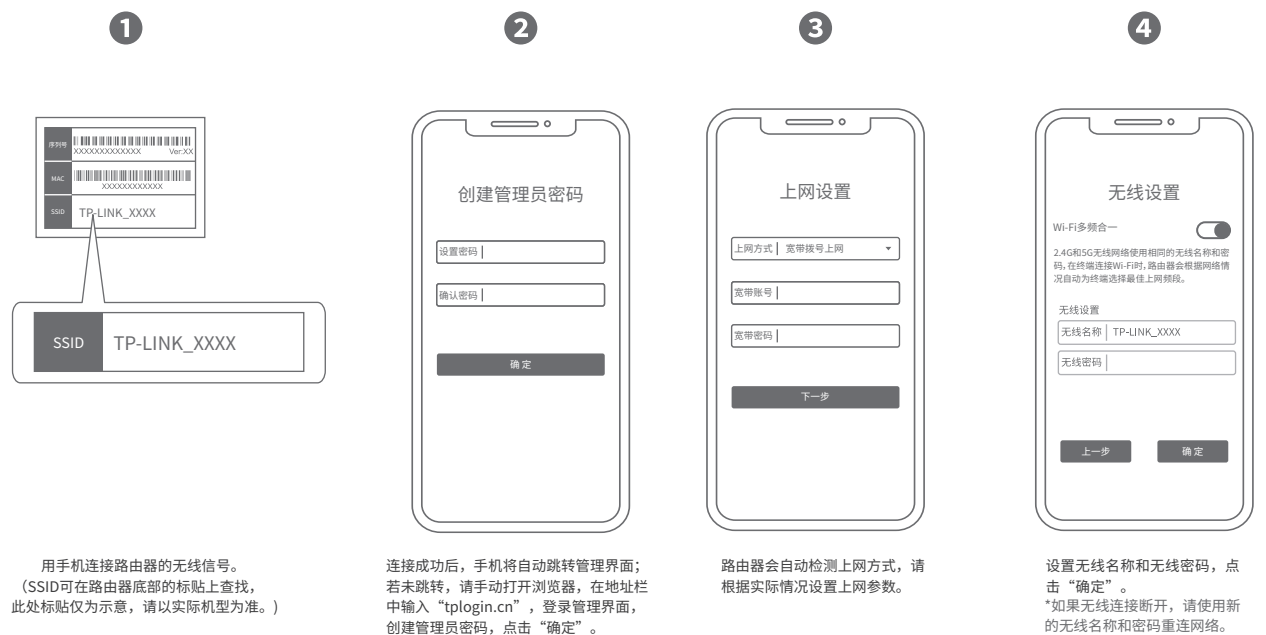 1
序列号
XXXXXXXXXXXXX Ver:XX
MAC
XXXXXXXXXXXX
SSID TP-LINK_XXXX
SSID TP-LINK_XXXX
用手机连接路由器的无线信号。
（SSID可在路由器底部的标贴上查找，
此处标贴仅为示意，请以实际机型为准。)
2
创建管理员密码
设置密码
确认密码
确 定
连接成功后，手机将自动跳转管理界面；
若未跳转，请手动打开浏览器，在地址栏
中输入“tplogin.cn”，登录管理界面，
创建管理员密码，点击“确定”。
3
上网设置
上网方式 宽带拨号上网
宽带账号
宽带密码
下一步
路由器会自动检测上网方式，请
根据实际情况设置上网参数。
4
无线设置
Wi-Fi多频合一
2.4G和5G无线网络使用相同的无线名称和密
码，在终端连接Wi-Fi时，路由器会根据网络情
况自动为终端选择最佳上网频段。
无线设置
无线名称 TP-LINK_XXXX
无线密码
上一步 确 定
设置无线名称和无线密码，点
击“确定”。
*如果无线连接断开，请使用新
的无线名称和密码重连网络。